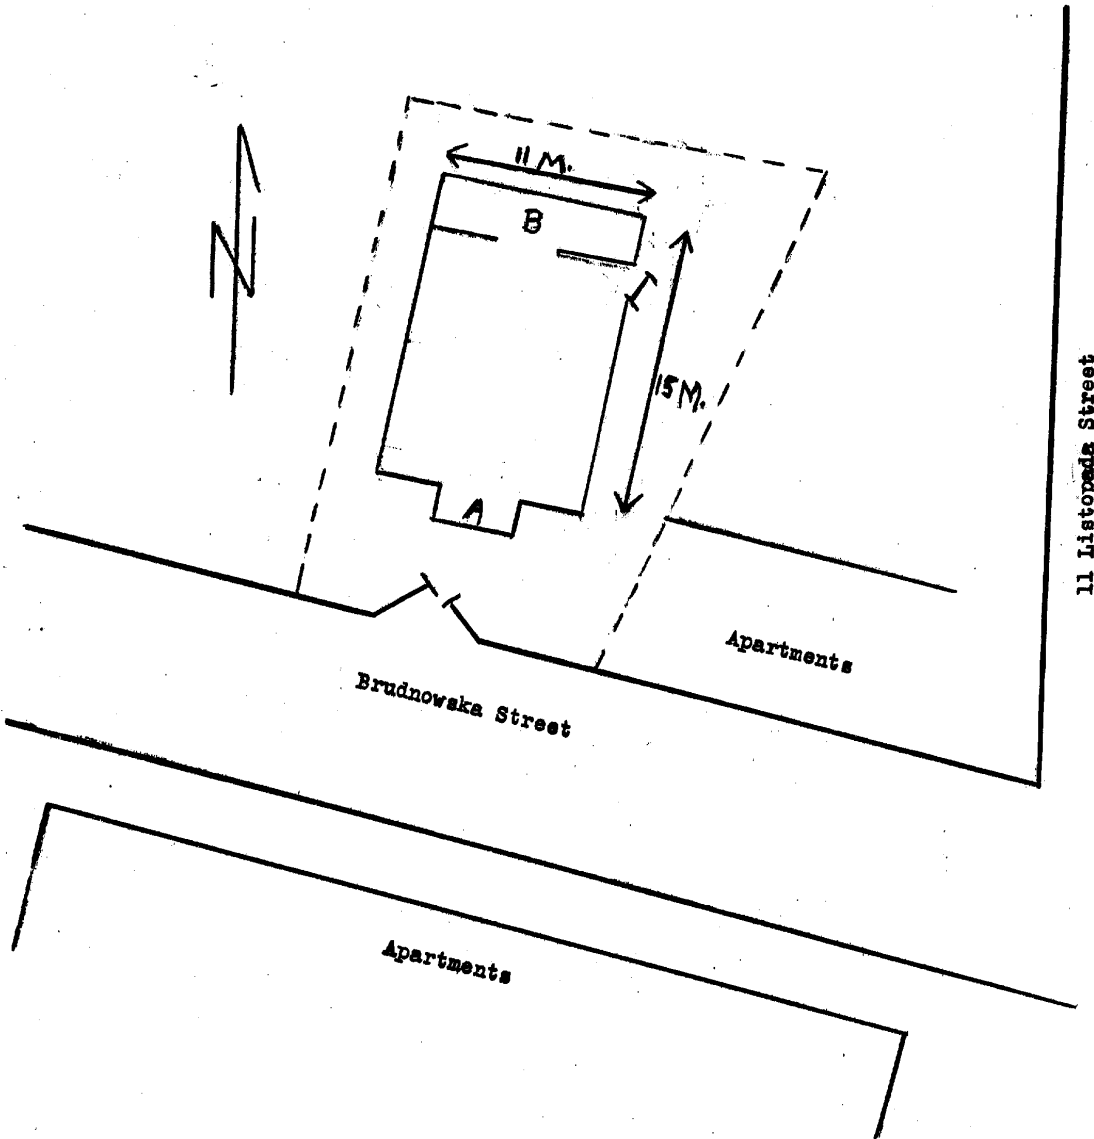 11 M.
B
N
15 M.
A
11 Listopada Street
Apartments
Brudnowska Street
Apartments